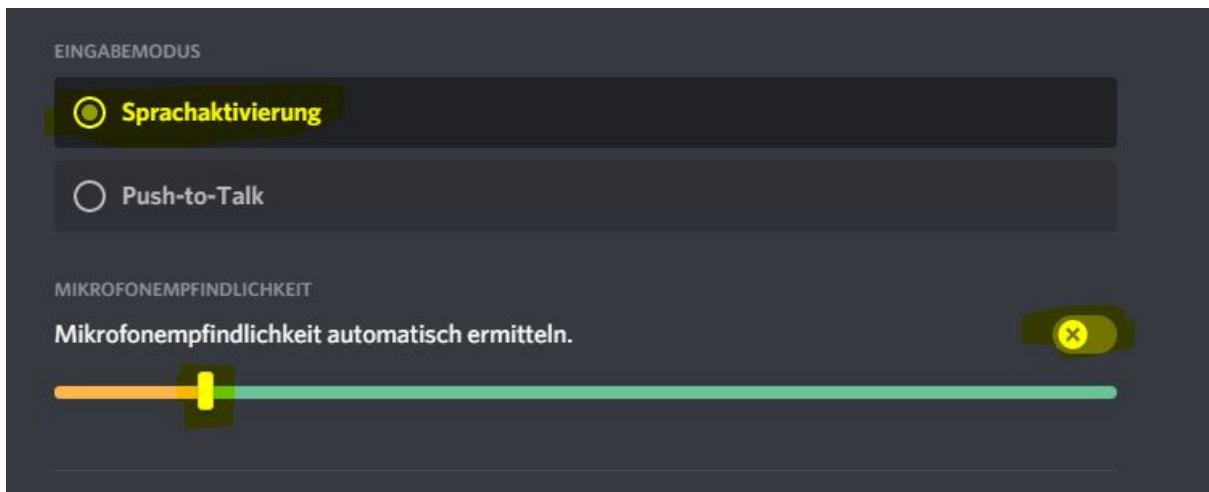 EINGABEMODUS
Sprachaktivierung
Push-to-Talk
MIKROFONEMPFINDLICHKEIT
Mikrofonempfindlichkeit automatisch ermitteln.